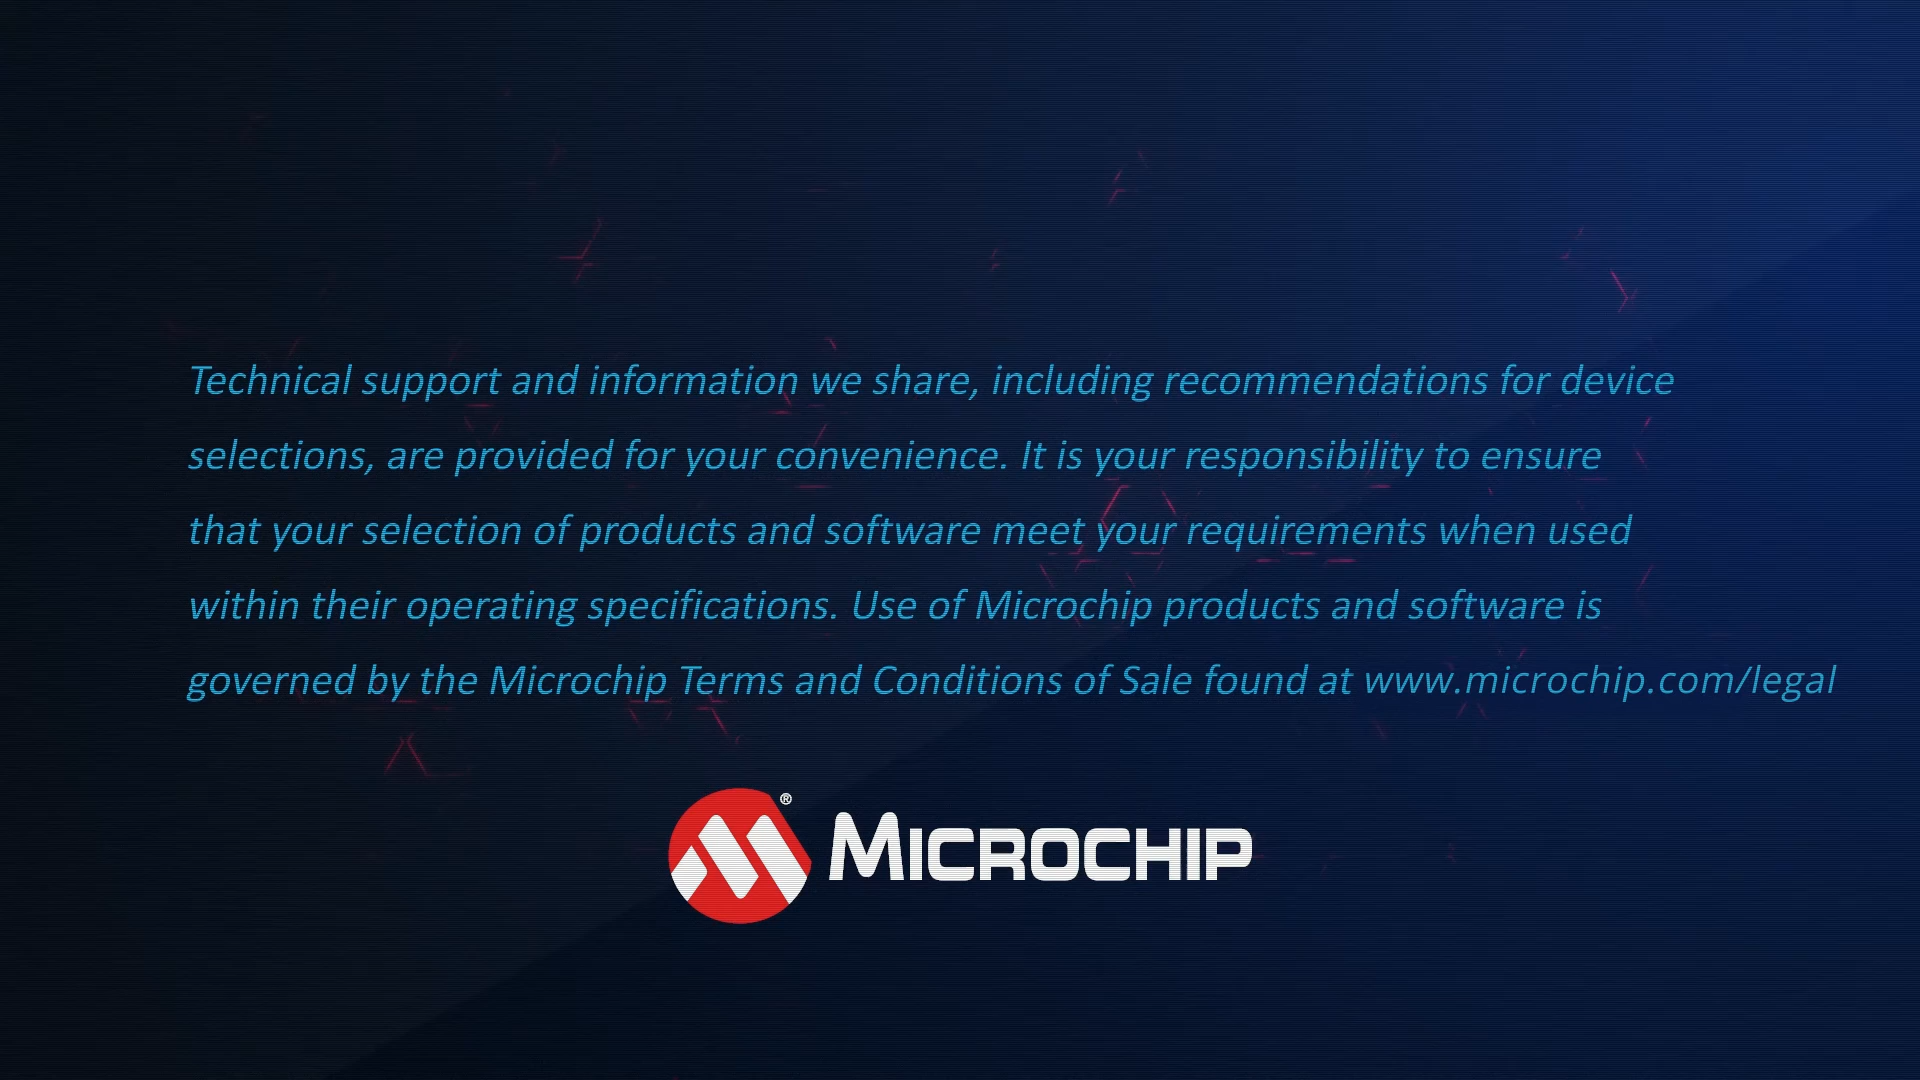 Technical support and information we share, including recommendations for device
selections, are provided for your convenience. It is your responsibility to ensure
that your selection of products and software meet your requirements when used
within their operating specifications. Use of Microchip products and software is
governed by the Microchip Terms and Conditions of Sale found at www.microchip.com/legal
® MICROCHIP